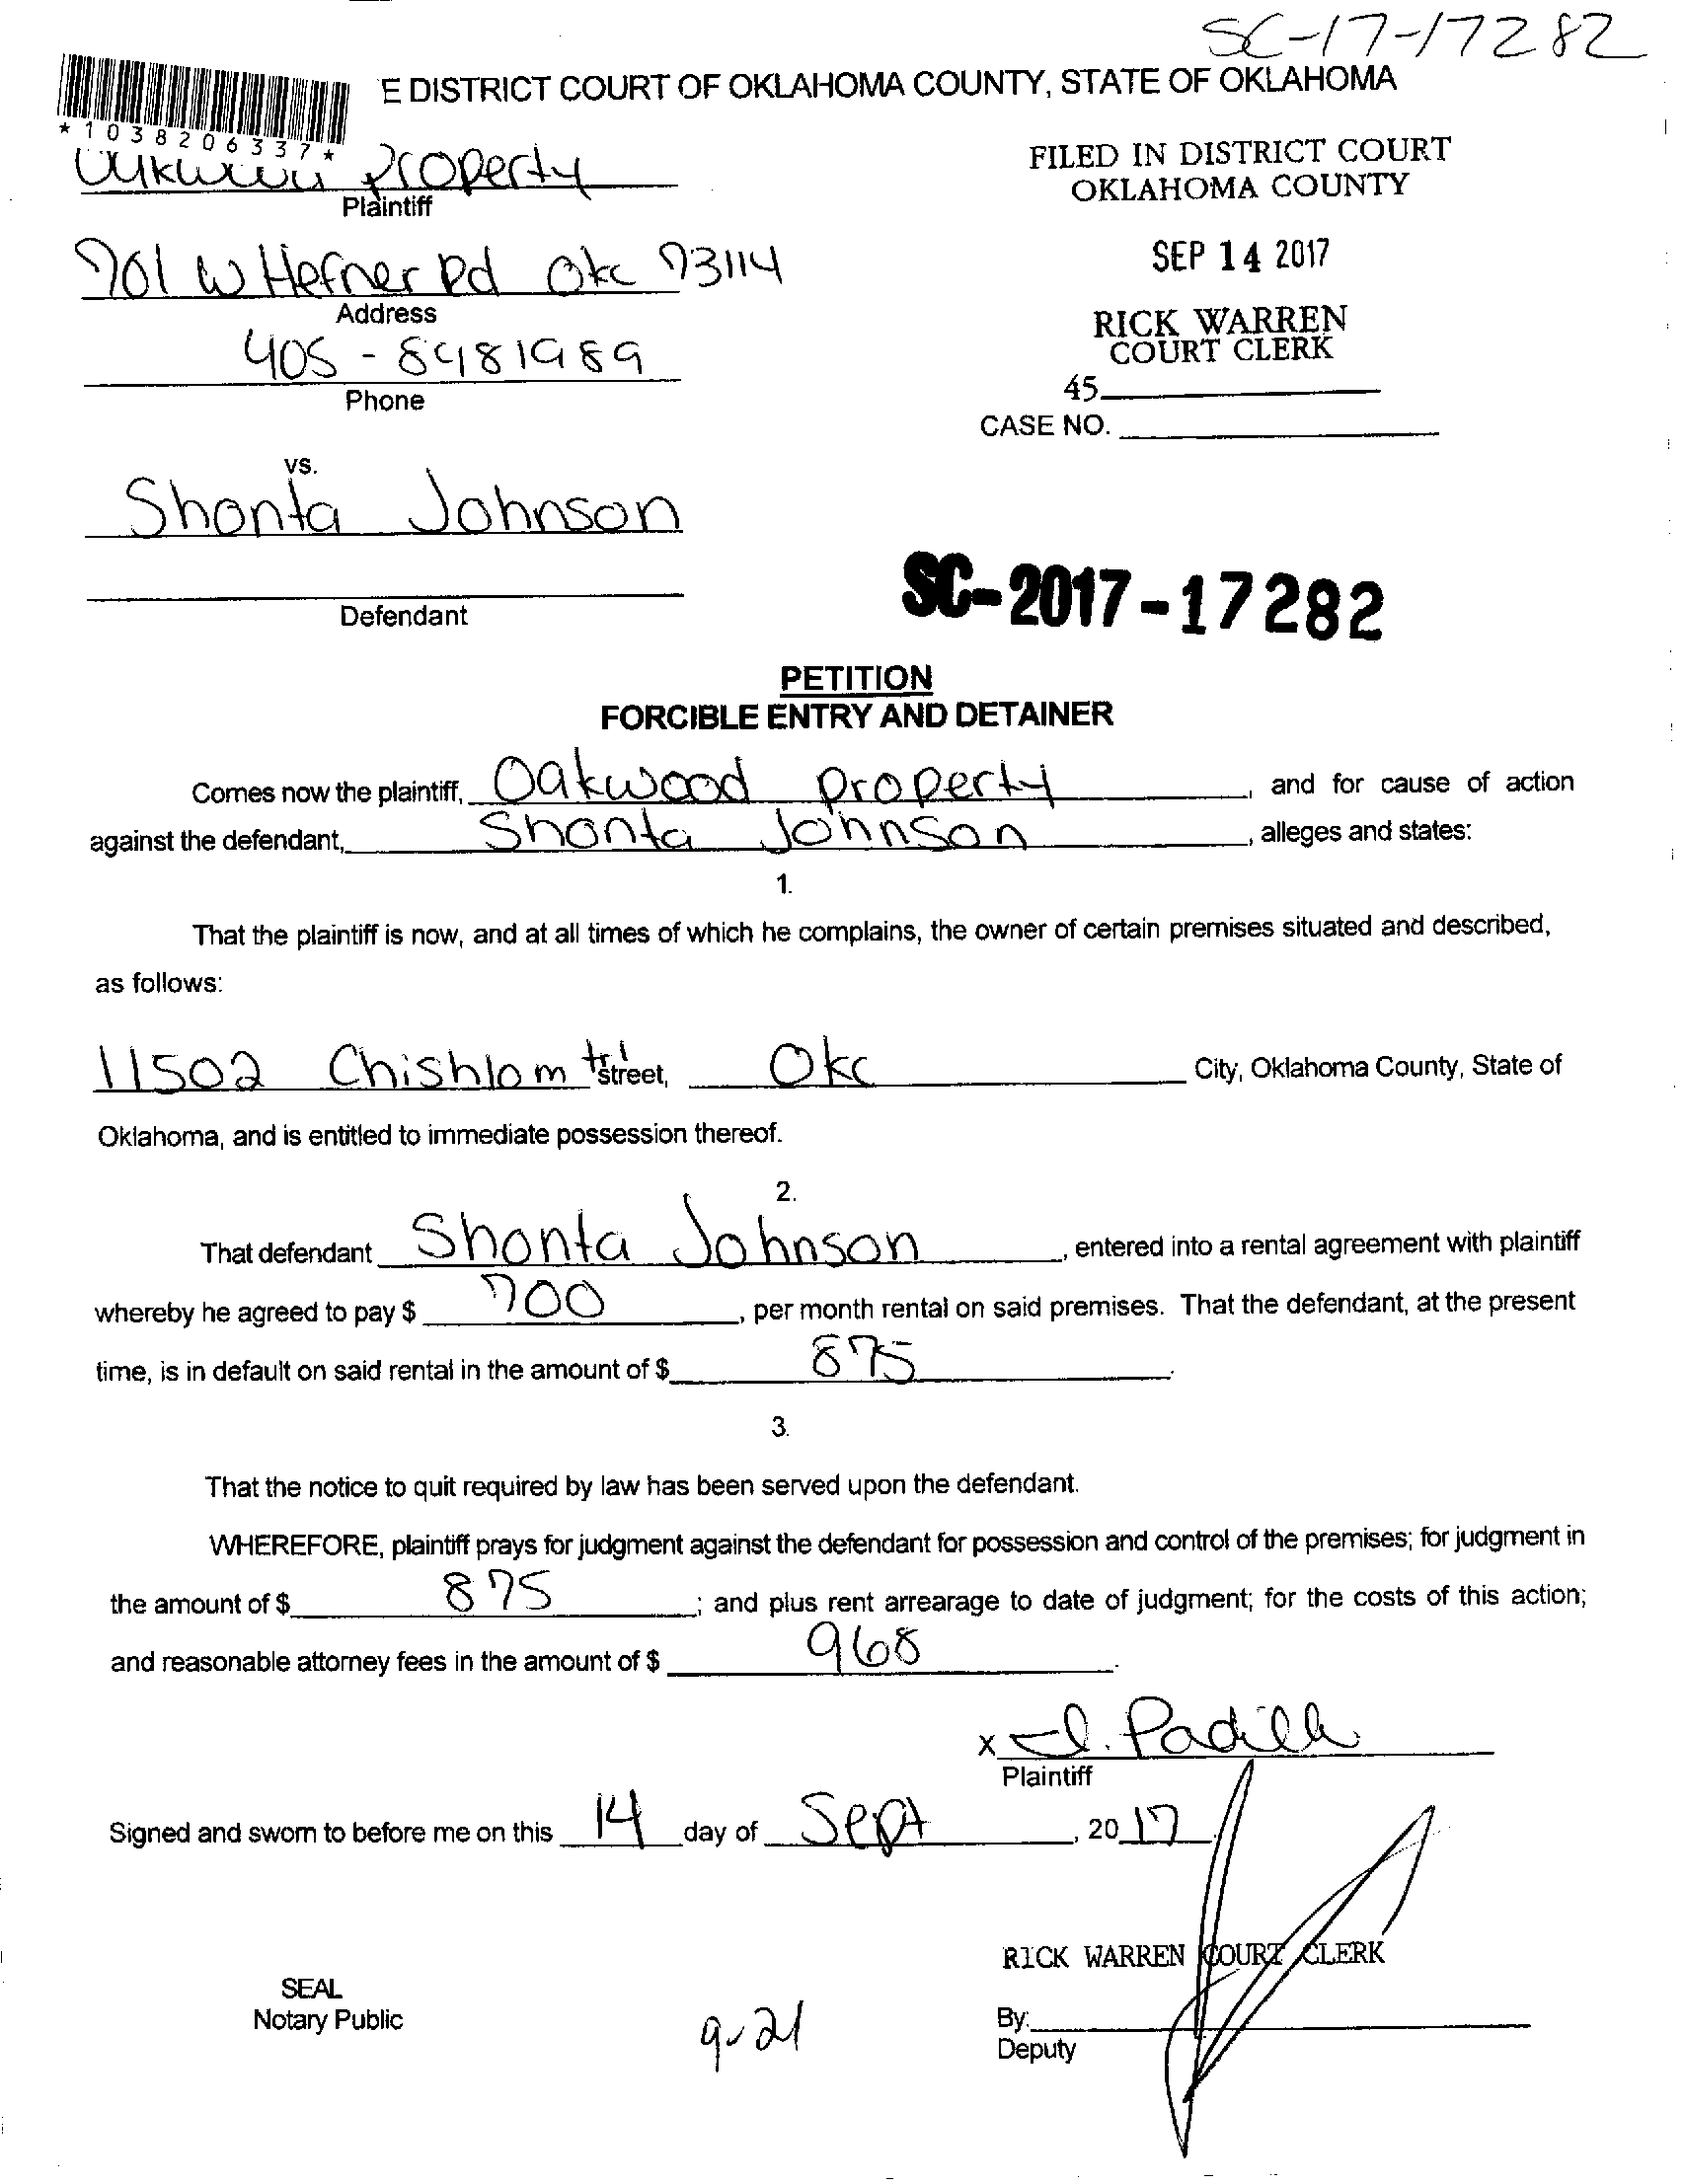 SC-17-17282
E DISTRICT COURT OF OKLAHOMA COUNTY, STATE OF OKLAHOMA
*1038206337*
Property
Plaintiff
FILED IN DISTRICT COURT
OKLAHOMA COUNTY
701 W Hefner Rd Okc 73114
Address
SEP 14 2017
RICK WARREN
COURT CLERK
405 - 8481989
Phone
45
CASE NO.
vs.
Shonta Johnson
Defendant
SC-2017-17282
PETITION
FORCIBLE ENTRY AND DETAINER
Comes now the plaintiff, Oakwood property, and for cause of action
against the defendant, Shonta Johnson, alleges and states:
1.
That the plaintiff is now, and at all times of which he complains, the owner of certain premises situated and described,
as follows:
11502 Chishlom trl street, Okc City, Oklahoma County, State of
Oklahoma, and is entitled to immediate possession thereof.
2.
That defendant Shonta Johnson, entered into a rental agreement with plaintiff
whereby he agreed to pay $ 700, per month rental on said premises. That the defendant, at the present
time, is in default on said rental in the amount of $ 875.
3.
That the notice to quit required by law has been served upon the defendant.
WHEREFORE, plaintiff prays for judgment against the defendant for possession and control of the premises; for judgment in
the amount of $ 875; and plus rent arrearage to date of judgment; for the costs of this action;
and reasonable attorney fees in the amount of $ 968.
x I. Padilla
Plaintiff
Signed and sworn to before me on this 14 day of Sept, 2017
RICK WARREN COURT CLERK
SEAL
Notary Public
9-21
By:
Deputy